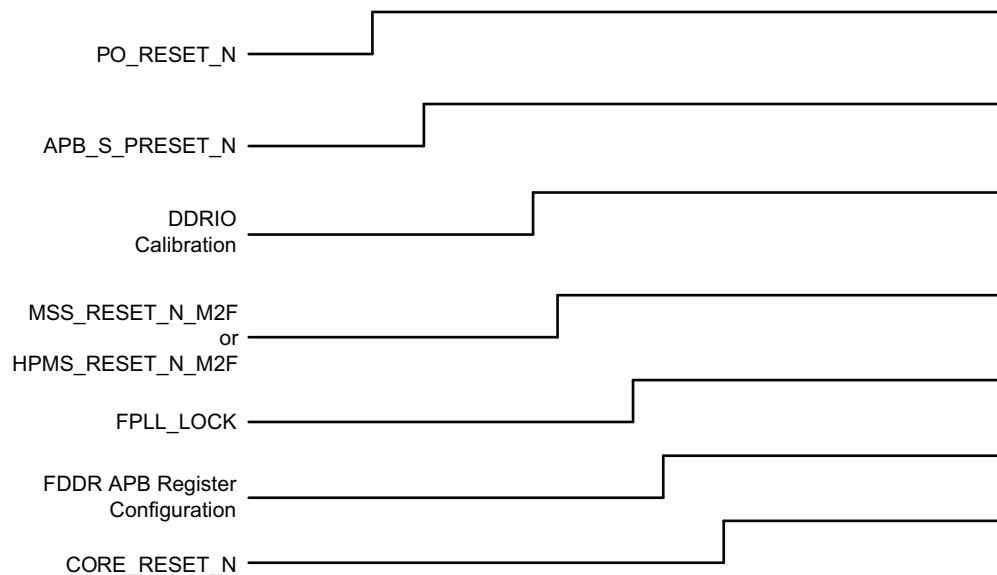 PO_RESET_N
APB_S_PRESET_N
DDRIO
Calibration
MSS_RESET_N_M2F
or
HPMS_RESET_N_M2F
FPLL_LOCK
FDDR APB Register
Configuration
CORE_RESET_N